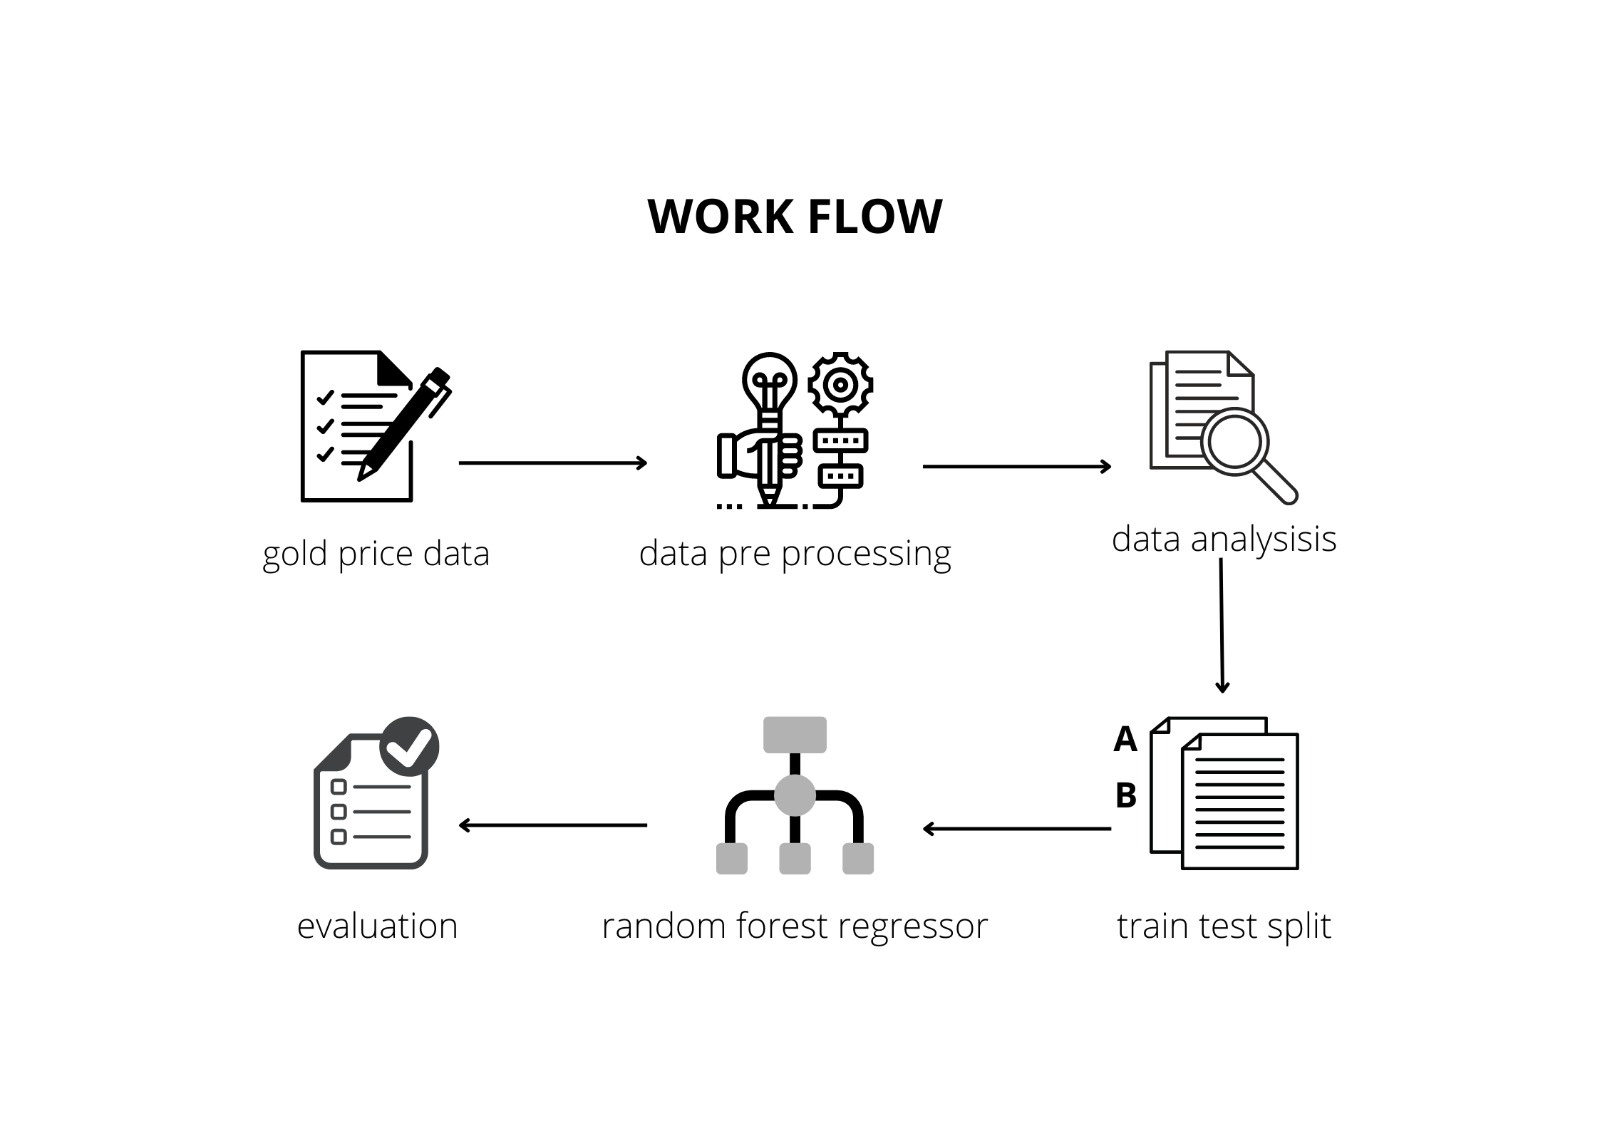 WORK FLOW
gold price data
data pre processing
data analysisis
A
B
train test split
random forest regressor
evaluation